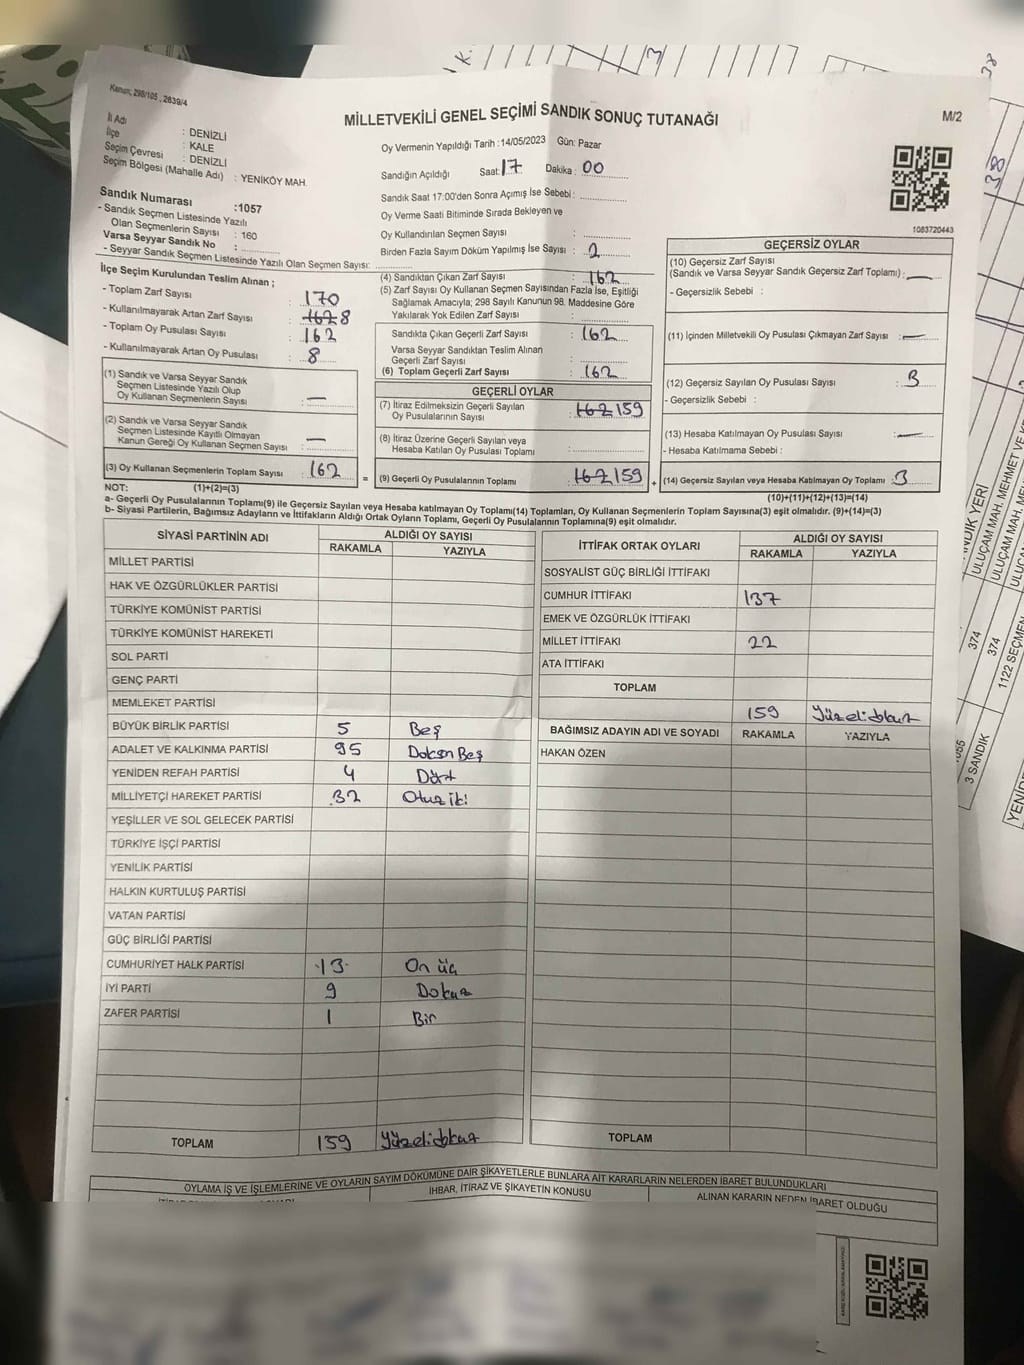 Kanun; 298/105 , 2839/4
MİLLETVEKİLİ GENEL SEÇİMİ SANDIK SONUÇ TUTANAĞI
M/2
İl Adı : DENİZLİ
İlçe : KALE
Seçim Çevresi : DENİZLİ
Seçim Bölgesi (Mahalle Adı) : YENİKÖY MAH.
Sandık Numarası :1057
- Sandık Seçmen Listesinde Yazılı
Olan Seçmenlerin Sayısı : 160
Varsa Seyyar Sandık No :
- Seyyar Sandık Seçmen Listesinde Yazılı Olan Seçmen Sayısı:
İlçe Seçim Kurulundan Teslim Alınan ;
- Toplam Zarf Sayısı : 170
- Kullanılmayarak Artan Zarf Sayısı : 162 8
- Toplam Oy Pusulası Sayısı : 162
- Kullanılmayarak Artan Oy Pusulası : 8
(1) Sandık ve Varsa Seyyar Sandık
Seçmen Listesinde Yazılı Olup
Oy Kullanan Seçmenlerin Sayısı : —
(2) Sandık ve Varsa Seyyar Sandık
Seçmen Listesinde Kayıtlı Olmayan
Kanun Gereği Oy Kullanan Seçmen Sayısı : —
(3) Oy Kullanan Seçmenlerin Toplam Sayısı : 162
Oy Vermenin Yapıldığı Tarih :14/05/2023 Gün: Pazar
Sandığın Açıldığı Saat: 17 Dakika : 00
Sandık Saat 17:00'den Sonra Açımış İse Sebebi :
Oy Verme Saati Bitiminde Sırada Bekleyen ve
Oy Kullandırılan Seçmen Sayısı :
Birden Fazla Sayım Döküm Yapılmış İse Sayısı : 2
(4) Sandıktan Çıkan Zarf Sayısı : 162
(5) Zarf Sayısı Oy Kullanan Seçmen Sayısından Fazla İse, Eşitliği
Sağlamak Amacıyla; 298 Sayılı Kanunun 98. Maddesine Göre
Yakılarak Yok Edilen Zarf Sayısı :
Sandıkta Çıkan Geçerli Zarf Sayısı : 162
Varsa Seyyar Sandıktan Teslim Alınan
Geçerli Zarf Sayısı :
(6) Toplam Geçerli Zarf Sayısı : 162
GEÇERLİ OYLAR
(7) İtiraz Edilmeksizin Geçerli Sayılan
Oy Pusulalarının Sayısı : 162 159
(8) İtiraz Üzerine Geçerli Sayılan veya
Hesaba Katılan Oy Pusulası Toplamı :
= (9) Geçerli Oy Pusulalarının Toplamı : 162 159
1083720443
GEÇERSİZ OYLAR
(10) Geçersiz Zarf Sayısı
(Sandık ve Varsa Seyyar Sandık Geçersiz Zarf Toplamı) : —
- Geçersizlik Sebebi :
(11) İçinden Milletvekili Oy Pusulası Çıkmayan Zarf Sayısı : —
(12) Geçersiz Sayılan Oy Pusulası Sayısı : 3
- Geçersizlik Sebebi :
(13) Hesaba Katılmayan Oy Pusulası Sayısı : —
- Hesaba Katılmama Sebebi :
+ (14) Geçersiz Sayılan veya Hesaba Katılmayan Oy Toplamı : 3
NOT: (1)+(2)=(3)
(10)+(11)+(12)+(13)=(14)
a- Geçerli Oy Pusulalarının Toplamı(9) ile Geçersiz Sayılan veya Hesaba katılmayan Oy Toplamı(14) Toplamları, Oy Kullanan Seçmenlerin Toplam Sayısına(3) eşit olmalıdır. (9)+(14)=(3)
b- Siyasi Partilerin, Bağımsız Adayların ve İttifakların Aldığı Ortak Oyların Toplamı, Geçerli Oy Pusulalarının Toplamına(9) eşit olmalıdır.
SİYASİ PARTİNİN ADI ALDIĞI OY SAYISI
RAKAMLA YAZIYLA
MİLLET PARTİSİ
HAK VE ÖZGÜRLÜKLER PARTİSİ
TÜRKİYE KOMÜNİST PARTİSİ
TÜRKİYE KOMÜNİST HAREKETİ
SOL PARTİ
GENÇ PARTİ
MEMLEKET PARTİSİ
BÜYÜK BİRLİK PARTİSİ 5 Beş
ADALET VE KALKINMA PARTİSİ 95 Doksan Beş
YENİDEN REFAH PARTİSİ 4 Dört
MİLLİYETÇİ HAREKET PARTİSİ 32 Otuz iki
YEŞİLLER VE SOL GELECEK PARTİSİ
TÜRKİYE İŞÇİ PARTİSİ
YENİLİK PARTİSİ
HALKIN KURTULUŞ PARTİSİ
VATAN PARTİSİ
GÜÇ BİRLİĞİ PARTİSİ
CUMHURİYET HALK PARTİSİ 13 On üç
İYİ PARTİ 9 Dokuz
ZAFER PARTİSİ 1 Bir
TOPLAM 159 Yüzellidokuz
İTTİFAK ORTAK OYLARI ALDIĞI OY SAYISI
RAKAMLA YAZIYLA
SOSYALİST GÜÇ BİRLİĞİ İTTİFAKI
CUMHUR İTTİFAKI 137
EMEK VE ÖZGÜRLÜK İTTİFAKI
MİLLET İTTİFAKI 22
ATA İTTİFAKI
TOPLAM
159 Yüzellidokuz
BAĞIMSIZ ADAYIN ADI VE SOYADI RAKAMLA YAZIYLA
HAKAN ÖZEN
TOPLAM
OYLAMA İŞ VE İŞLEMLERİNE VE OYLARIN SAYIM DÖKÜMÜNE DAİR ŞİKAYETLERLE BUNLARA AİT KARARLARIN NELERDEN İBARET BULUNDUKLARI
İHBAR, İTİRAZ VE ŞİKAYETİN KONUSU
ALINAN KARARIN NEDEN İBARET OLDUĞU
38
38
ULUÇAM MAH.
ULUÇAM MAH. MEHMET
374
374
1122 SEÇMEN
3 SANDIK